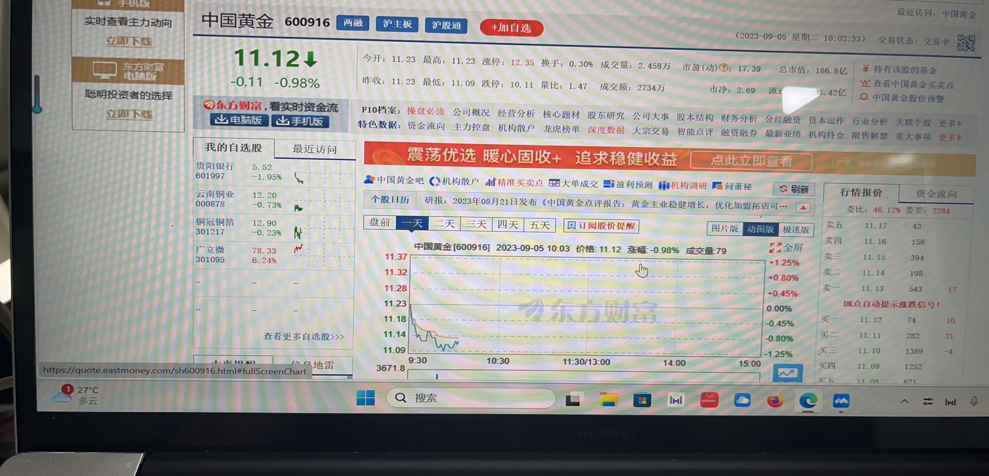 手机版
实时查看主力动向
立即下载
东方财富
电脑版
聪明投资者的选择
立即下载
中国黄金 600916 两融 沪主板 沪股通 +加自选
最近访问：中国黄金
（2023-09-05 星期二 10:02:33） 交易状态：交易中
11.12
-0.11 -0.98%
今开：11.23 最高：11.23 涨停：12.35 换手：0.30% 成交量：2.458万 市盈(动)：17.39 总市值：186.8亿
昨收：11.23 最低：11.09 跌停：10.11 量比：1.47 成交额：2734万 市净：2.69
持有该股的基金
查看中国黄金买卖点
中国黄金股价预警
东方财富，看实时资金流
电脑版 手机版
F10档案：操盘必读 公司概况 经营分析 核心题材 股东研究 公司大事 股本结构 财务分析 分红融资 资本运作 行业分析 关联个股 更多
特色数据：资金流向 主力控盘 机构散户 龙虎榜单 深度数据 大宗交易 智能点评 融资融券 最新业绩 机构持仓 限售解禁 重大事项 更多
我的自选股 最近访问
贵阳银行 5.52
601997 -1.95%
云南铜业 12.20
000878 -0.73%
铜冠铜箔 12.90
301217 -0.23%
广立微 78.33
301095 6.24%
查看更多自选股>>>
信息地雷
震荡优选 暖心固收+ 追求稳健收益 点此立即查看
中国黄金吧 机构散户 精准买卖点 大单成交 盈利预测 机构调研 问董秘 刷新
个股日历 研报：2023年08月21日发布《中国黄金点评报告：黄金主业稳健增长，优化加盟拓店可…
盘前 一天 二天 三天 四天 五天 订阅股价提醒 图片版 动图版 极速版
中国黄金[600916] 2023-09-05 10:03 价格:11.12 涨幅:-0.98% 成交量:79 全屏
11.37 +1.25%
11.32 +0.80%
11.28 +0.45%
11.23 0.00%
11.18 -0.45%
11.14 -0.80%
11.09 -1.25%
东方财富
9:30 10:30 11:30/13:00 14:00 15:00
3671.8
行情报价 资金流向
委比：46.12% 委差：2284
卖五 11.17 43
卖四 11.16 156
卖三 11.15 394
卖二 11.14 198
卖一 11.13 543 17
DK点自动提示涨跌信号！
买一 11.12 74 10
买二 11.11 282 21
买三 11.10 1389 -4
买四 11.09 1252
买五 11.08 671
https://quote.eastmoney.com/sh600916.html#fullScreenChart
1
27°C
多云
搜索
HUAWEI